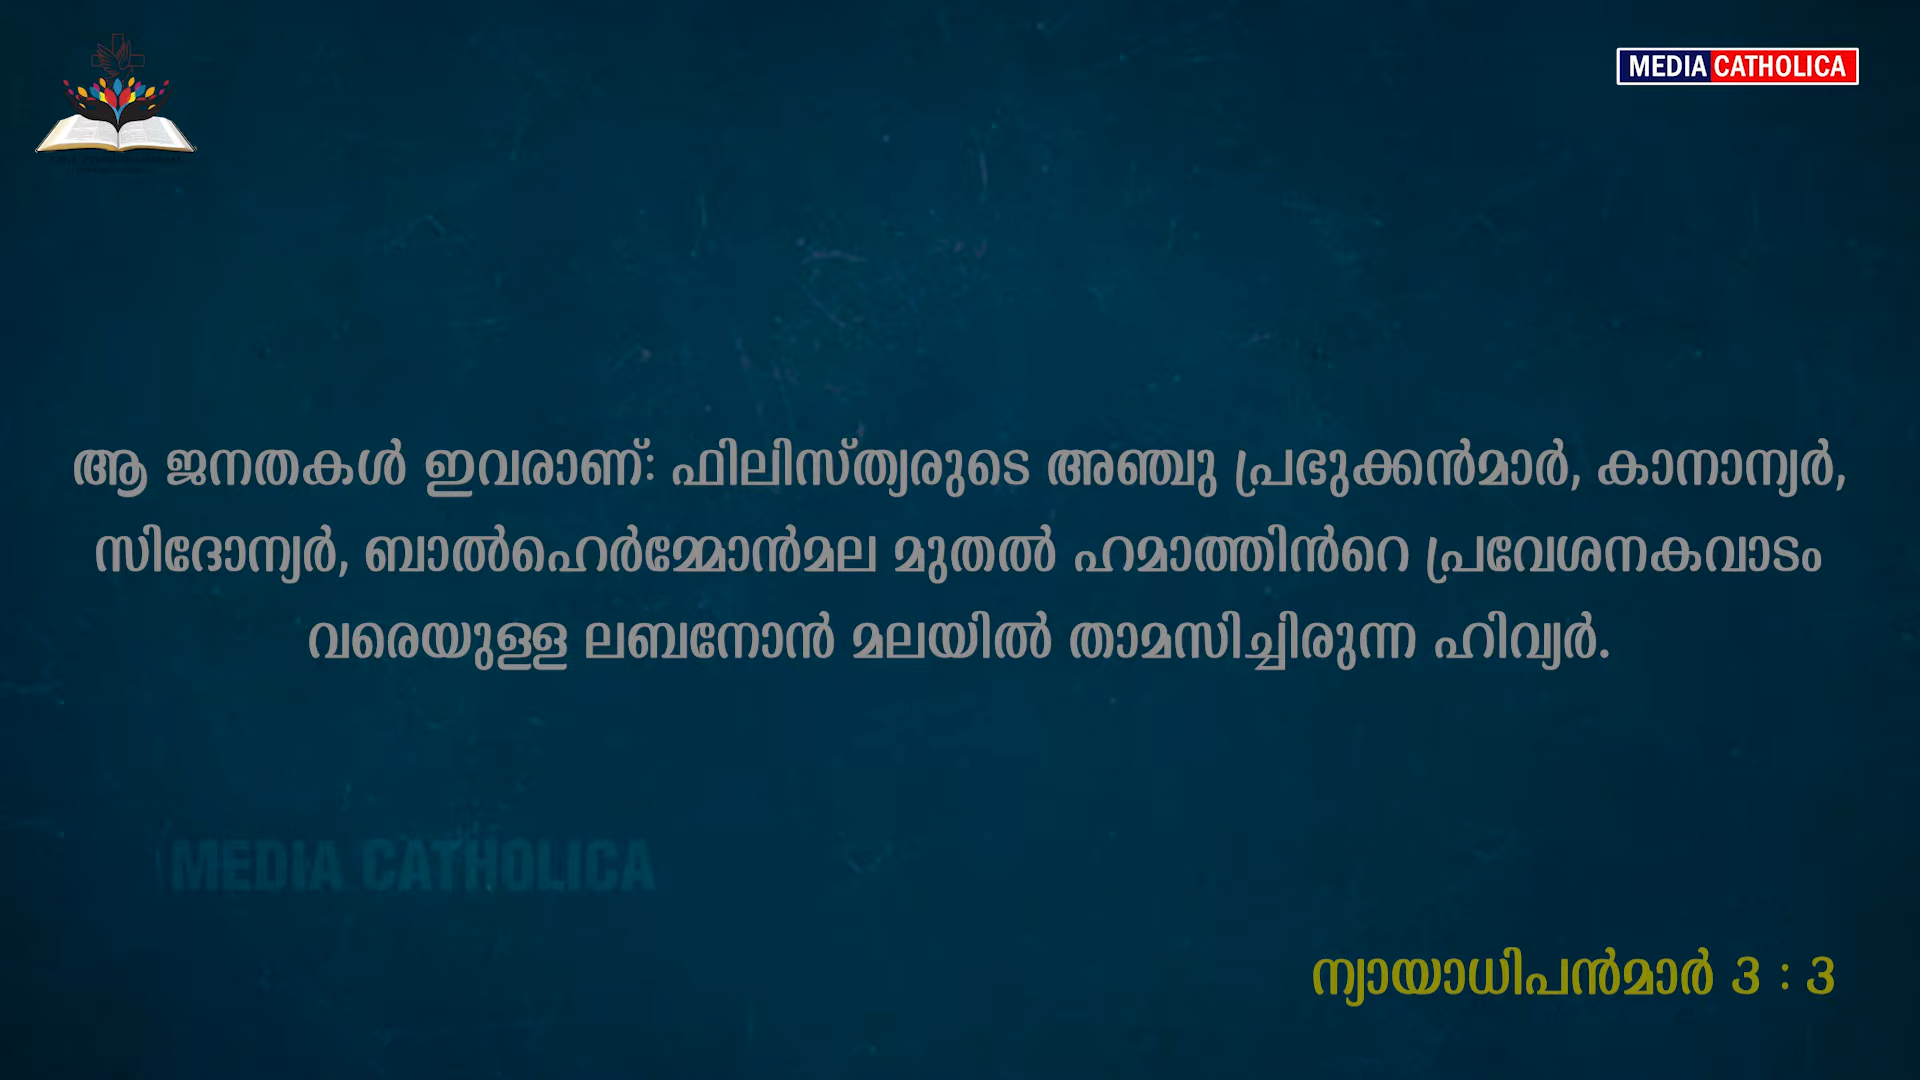 MEDIA CATHOLICA
ആ ജനതകൾ ഇവരാണ്: ഫിലിസ്ത്യരുടെ അഞ്ചു പ്രഭുക്കൻമാർ, കാനാന്യർ,
സിദോന്യർ, ബാൽഹെർമ്മോൻമല മുതൽ ഹമാത്തിൻറെ പ്രവേശനകവാടം
വരെയുള്ള ലബനോൻ മലയിൽ താമസിച്ചിരുന്ന ഹിവ്യർ.
MEDIA CATHOLICA
ന്യായാധിപൻമാർ 3 : 3